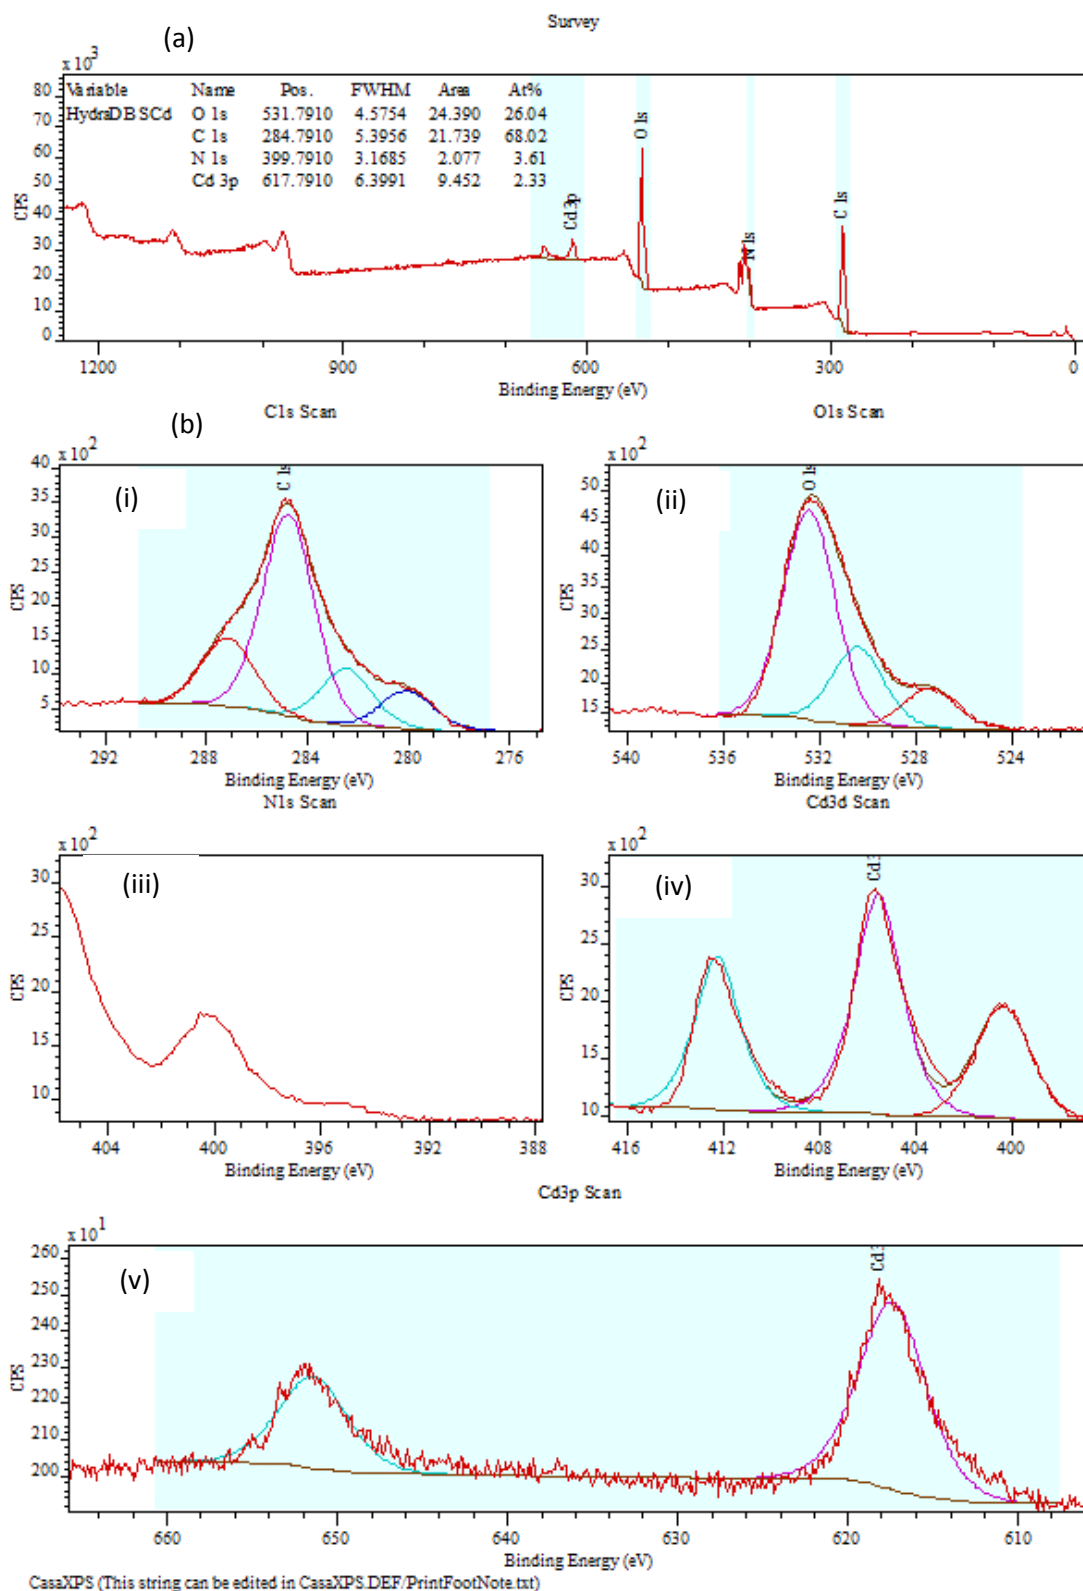 Survey
(a)
x 10³
Variable Name Pos. FWHM Area At%
HydraDBSCd O 1s 531.7910 4.5754 24.390 26.04
C 1s 284.7910 5.3956 21.739 68.02
N 1s 399.7910 3.1685 2.077 3.61
Cd 3p 617.7910 6.3991 9.452 2.33
80
70
60
50
40
30
20
10
0
CPS
Cd 3p
O 1s
N 1s
C 1s
1200 900 600 300 0
Binding Energy (eV)
C1s Scan
(b)
x 10²
(i)
C 1s
40
35
30
25
20
15
10
5
CPS
292 288 284 280 276
Binding Energy (eV)
O1s Scan
x 10²
(ii)
O 1s
50
45
40
35
30
25
20
15
CPS
540 536 532 528 524
Binding Energy (eV)
N1s Scan
x 10²
(iii)
30
25
20
15
10
CPS
404 400 396 392 388
Binding Energy (eV)
Cd3d Scan
x 10²
(iv)
Cd3
30
25
20
15
10
CPS
416 412 408 404 400
Binding Energy (eV)
Cd3p Scan
x 10¹
(v)
Cd3
260
250
240
230
220
210
200
CPS
660 650 640 630 620 610
Binding Energy (eV)
CasaXPS (This string can be edited in CasaXPS.DEF/PrintFootNote.txt)